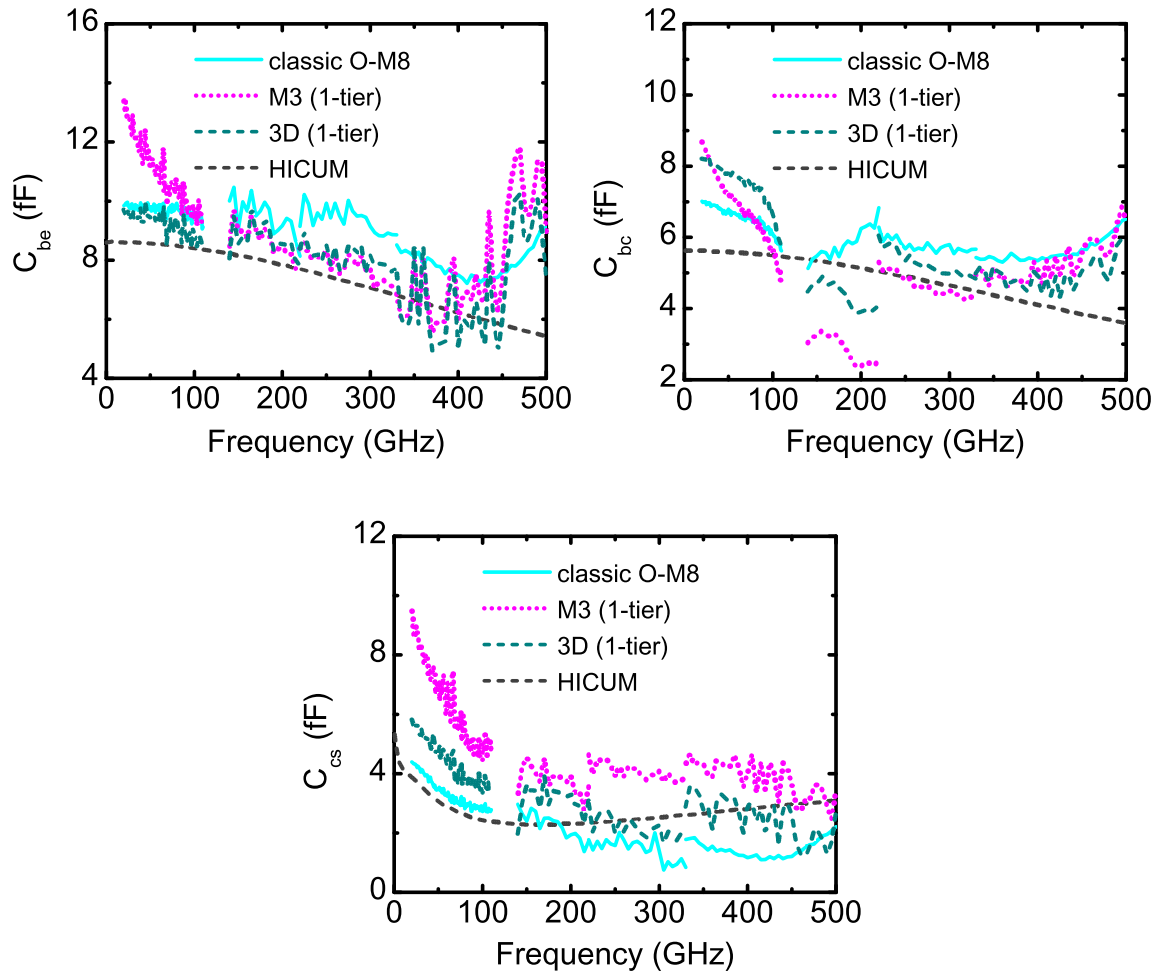 16
12
8
4
0 100 200 300 400 500
C_be (fF)
Frequency (GHz)
classic O-M8
M3 (1-tier)
3D (1-tier)
HICUM
12
10
8
6
4
2
0 100 200 300 400 500
C_bc (fF)
Frequency (GHz)
classic O-M8
M3 (1-tier)
3D (1-tier)
HICUM
12
8
4
0
0 100 200 300 400 500
C_cs (fF)
Frequency (GHz)
classic O-M8
M3 (1-tier)
3D (1-tier)
HICUM